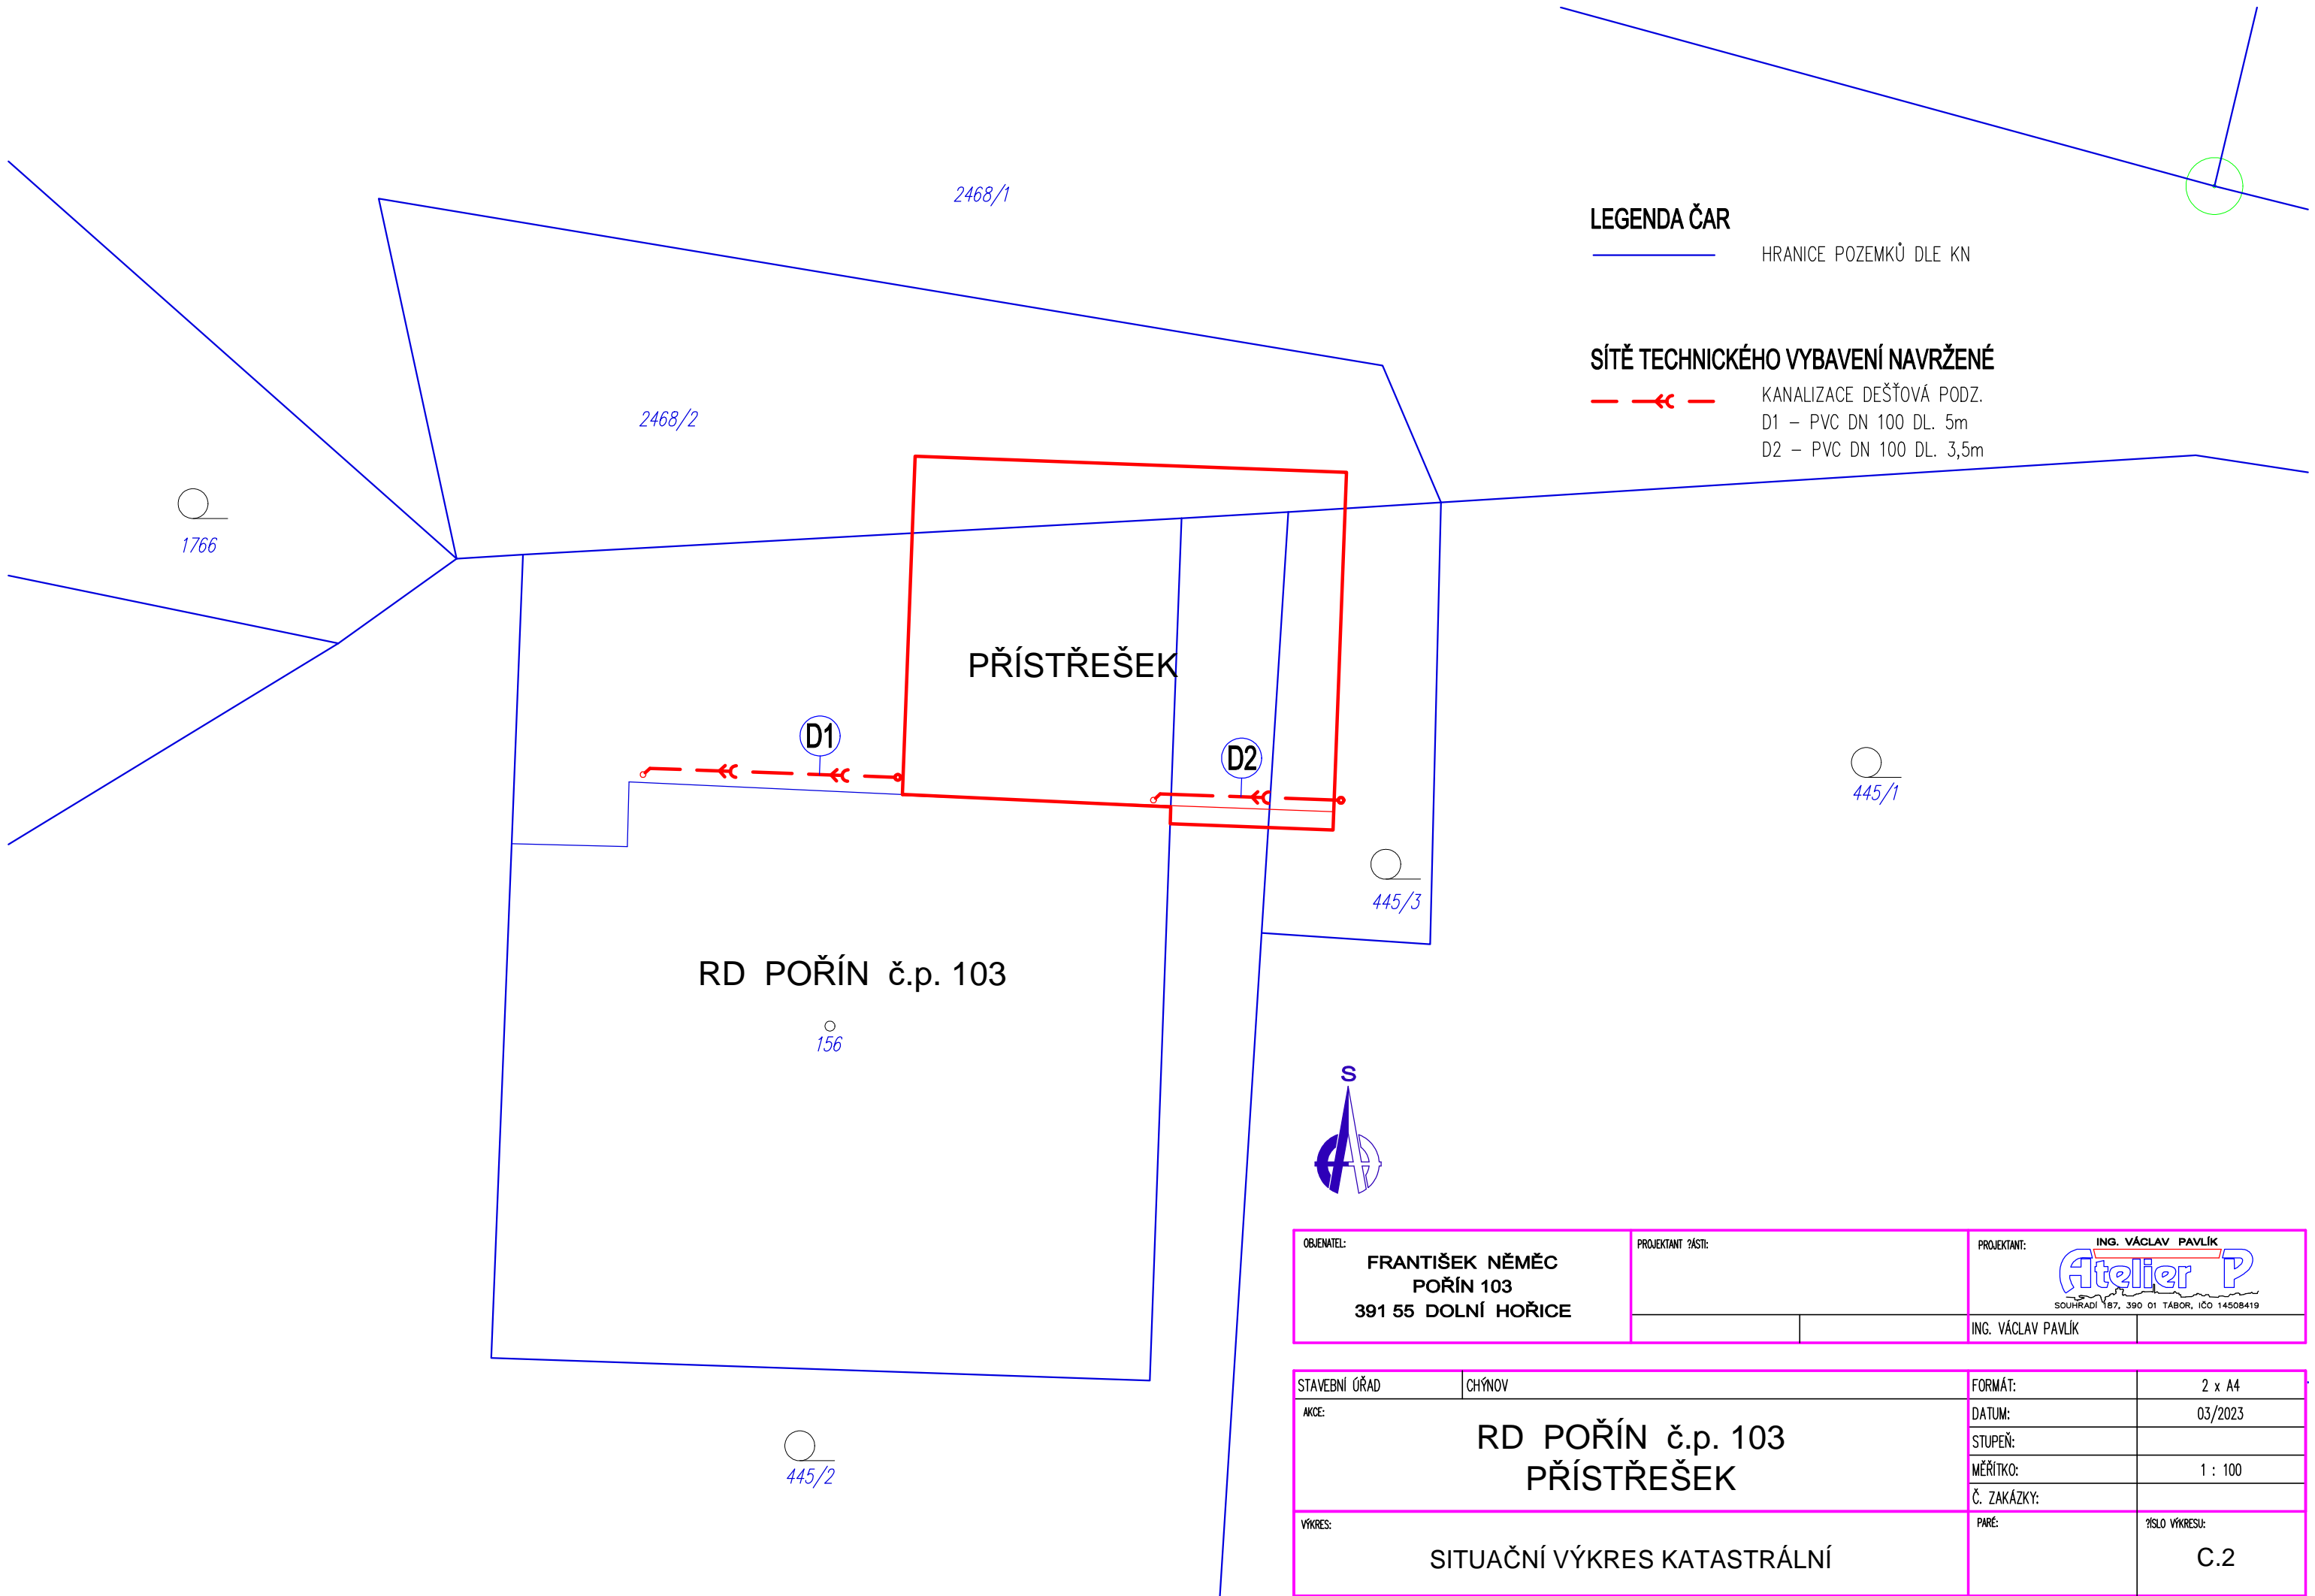 2468/1
LEGENDA ČAR
HRANICE POZEMKŮ DLE KN
SÍTĚ TECHNICKÉHO VYBAVENÍ NAVRŽENÉ
KANALIZACE DEŠŤOVÁ PODZ.
D1 – PVC DN 100 DL. 5m
D2 – PVC DN 100 DL. 3,5m
2468/2
1766
PŘÍSTŘEŠEK
D1
D2
445/1
445/3
RD POŘÍN č.p. 103
156
S
445/2
OBJENATEL:
FRANTIŠEK NĚMĚC
POŘÍN 103
391 55 DOLNÍ HOŘICE
PROJEKTANT ?ÁSTI:
PROJEKTANT:
ING. VÁCLAV PAVLÍK
Atelier P
SOUHRADÍ 187, 390 01 TÁBOR, IČO 14508419
ING. VÁCLAV PAVLÍK
STAVEBNÍ ÚŘAD
CHÝNOV
AKCE:
RD POŘÍN č.p. 103
PŘÍSTŘEŠEK
FORMÁT:
2 x A4
DATUM:
03/2023
STUPEŇ:
MĚŘÍTKO:
1 : 100
Č. ZAKÁZKY:
VÝKRES:
SITUAČNÍ VÝKRES KATASTRÁLNÍ
PARÉ:
?ÍSLO VÝKRESU:
C.2